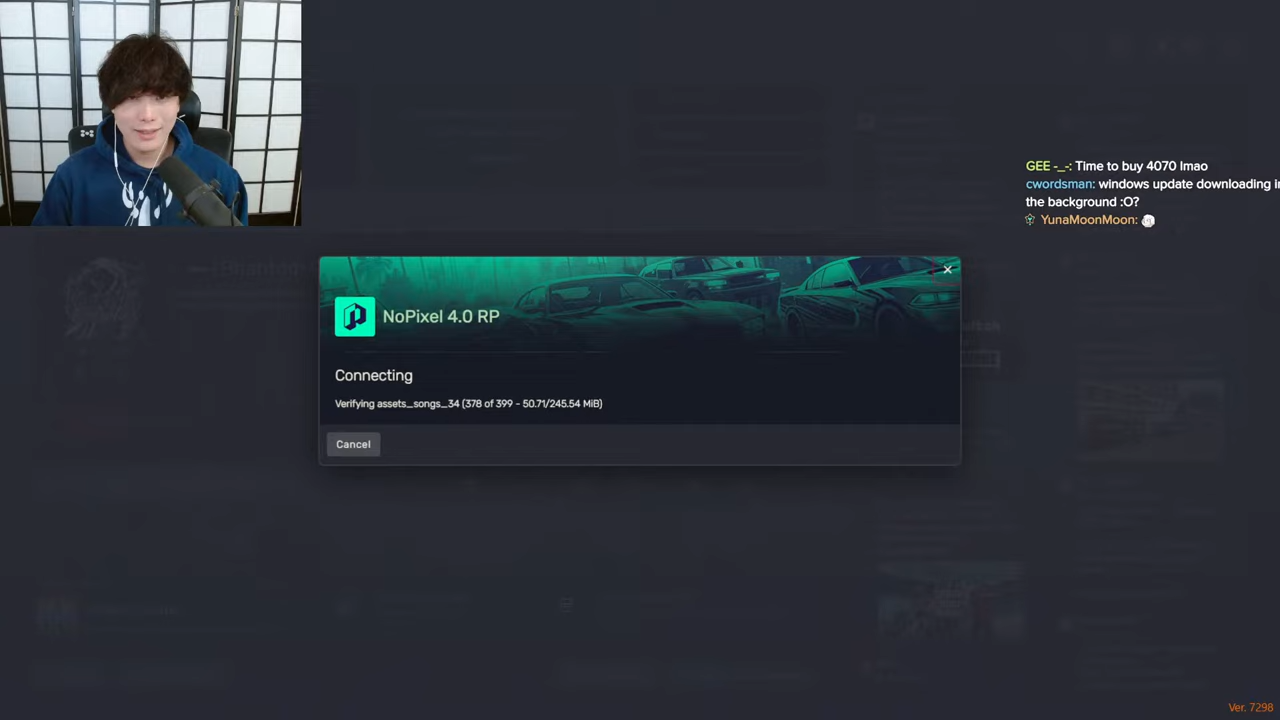 GEE -_-: Time to buy 4070 lmao
cwordsman: windows update downloading in
the background :O?
YunaMoonMoon:
NoPixel 4.0 RP
Connecting
Verifying assets_songs_34 (378 of 399 - 50.71/245.54 MiB)
Cancel
Ver. 7298